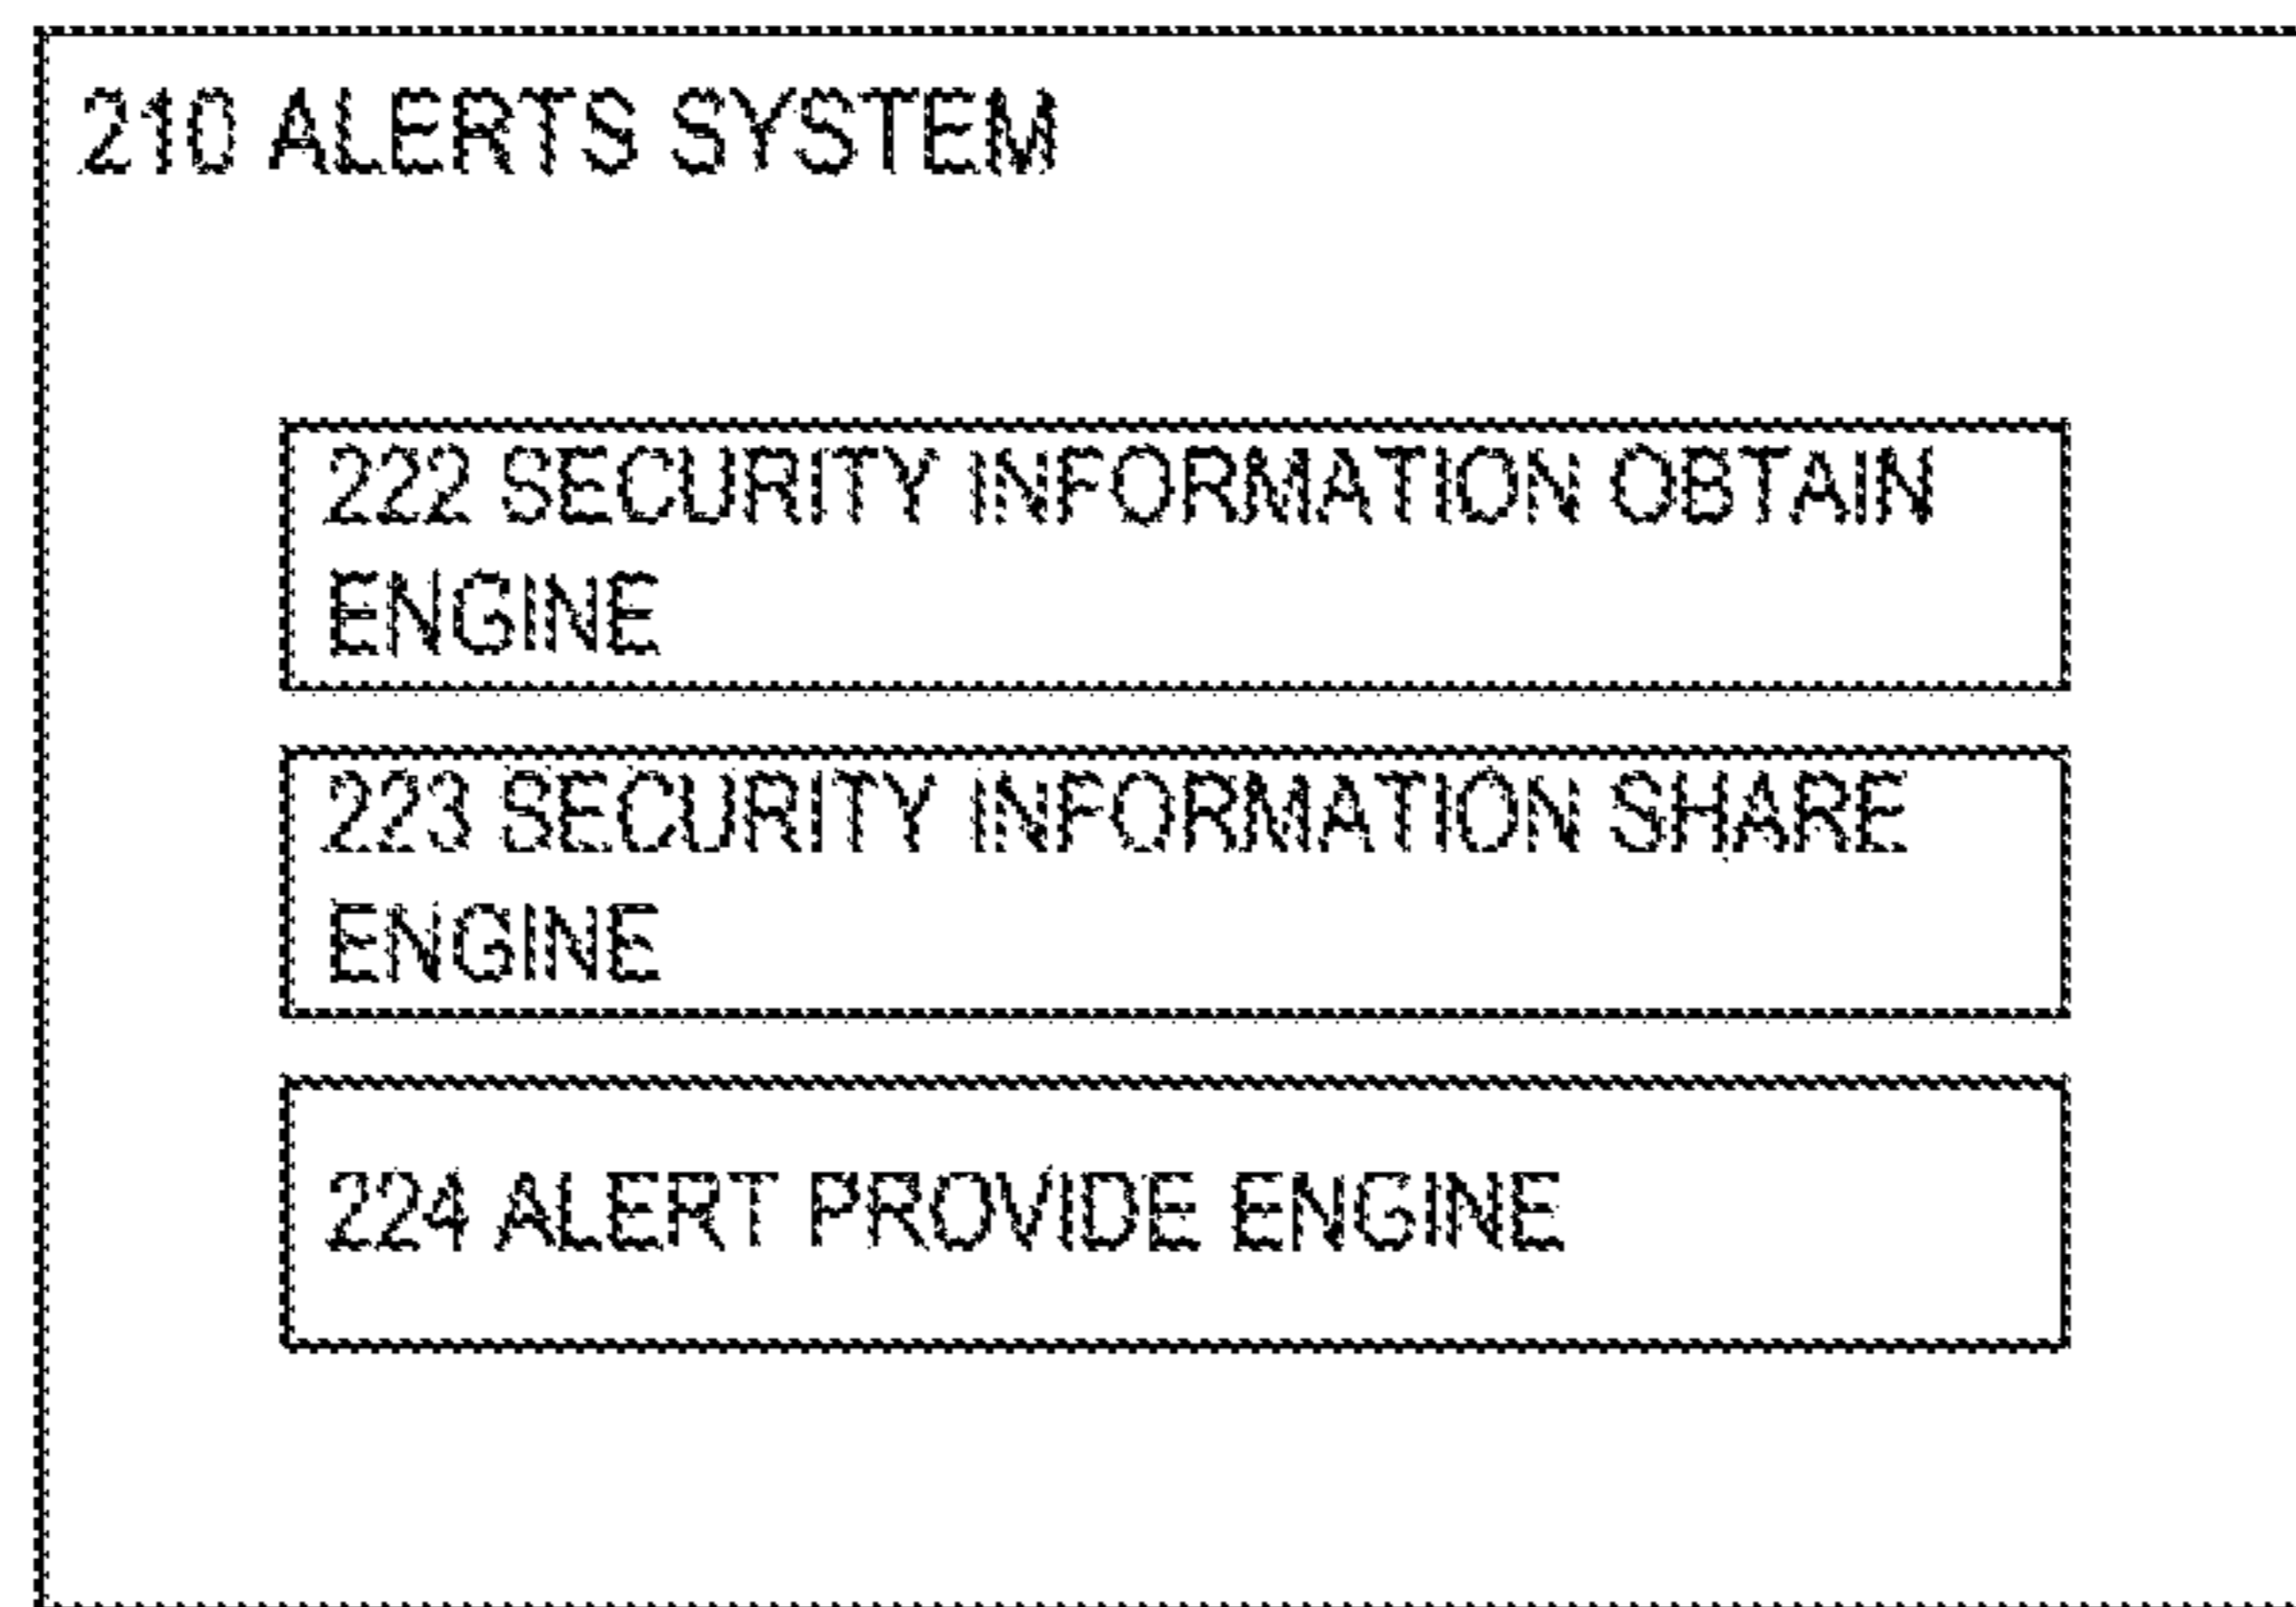 210 ALERTS SYSTEM
222 SECURITY INFORMATION OBTAIN
ENGINE
223 SECURITY INFORMATION SHARE
ENGINE
224 ALERT PROVIDE ENGINE